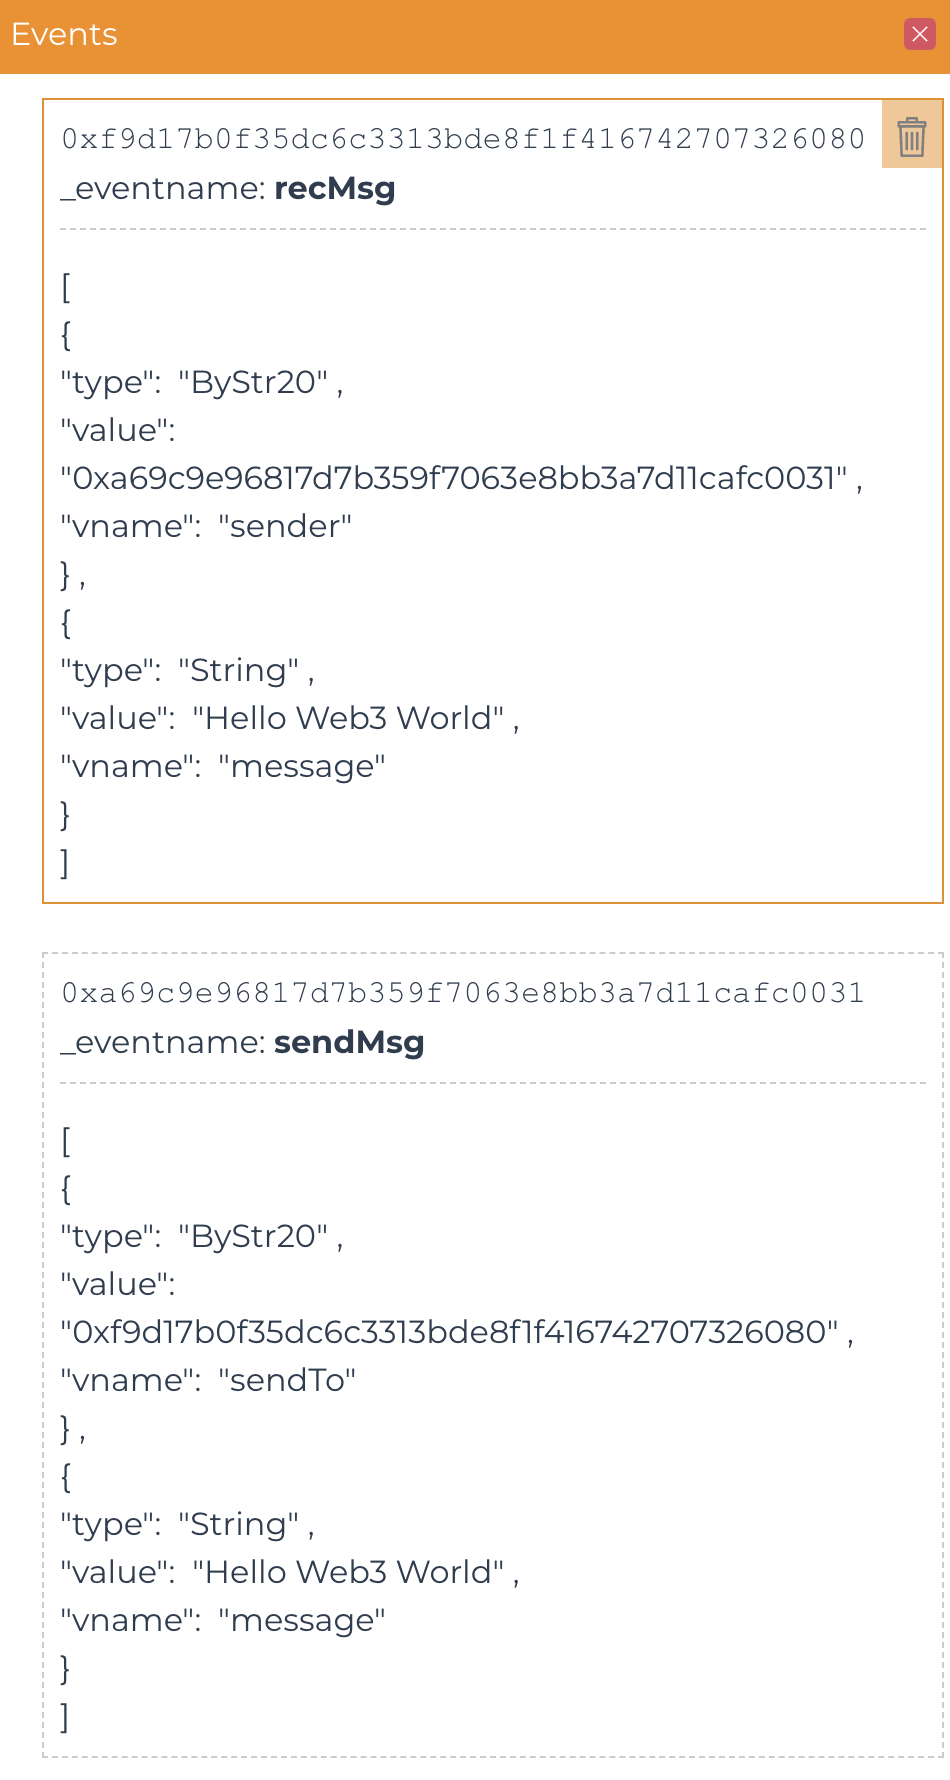 Events
0xf9d17b0f35dc6c3313bde8f1f416742707326080
_eventname: recMsg
[
{
"type": "ByStr20" ,
"value":
"0xa69c9e96817d7b359f7063e8bb3a7d11cafc0031" ,
"vname": "sender"
} ,
{
"type": "String" ,
"value": "Hello Web3 World" ,
"vname": "message"
}
]
0xa69c9e96817d7b359f7063e8bb3a7d11cafc0031
_eventname: sendMsg
[
{
"type": "ByStr20" ,
"value":
"0xf9d17b0f35dc6c3313bde8f1f416742707326080" ,
"vname": "sendTo"
} ,
{
"type": "String" ,
"value": "Hello Web3 World" ,
"vname": "message"
}
]